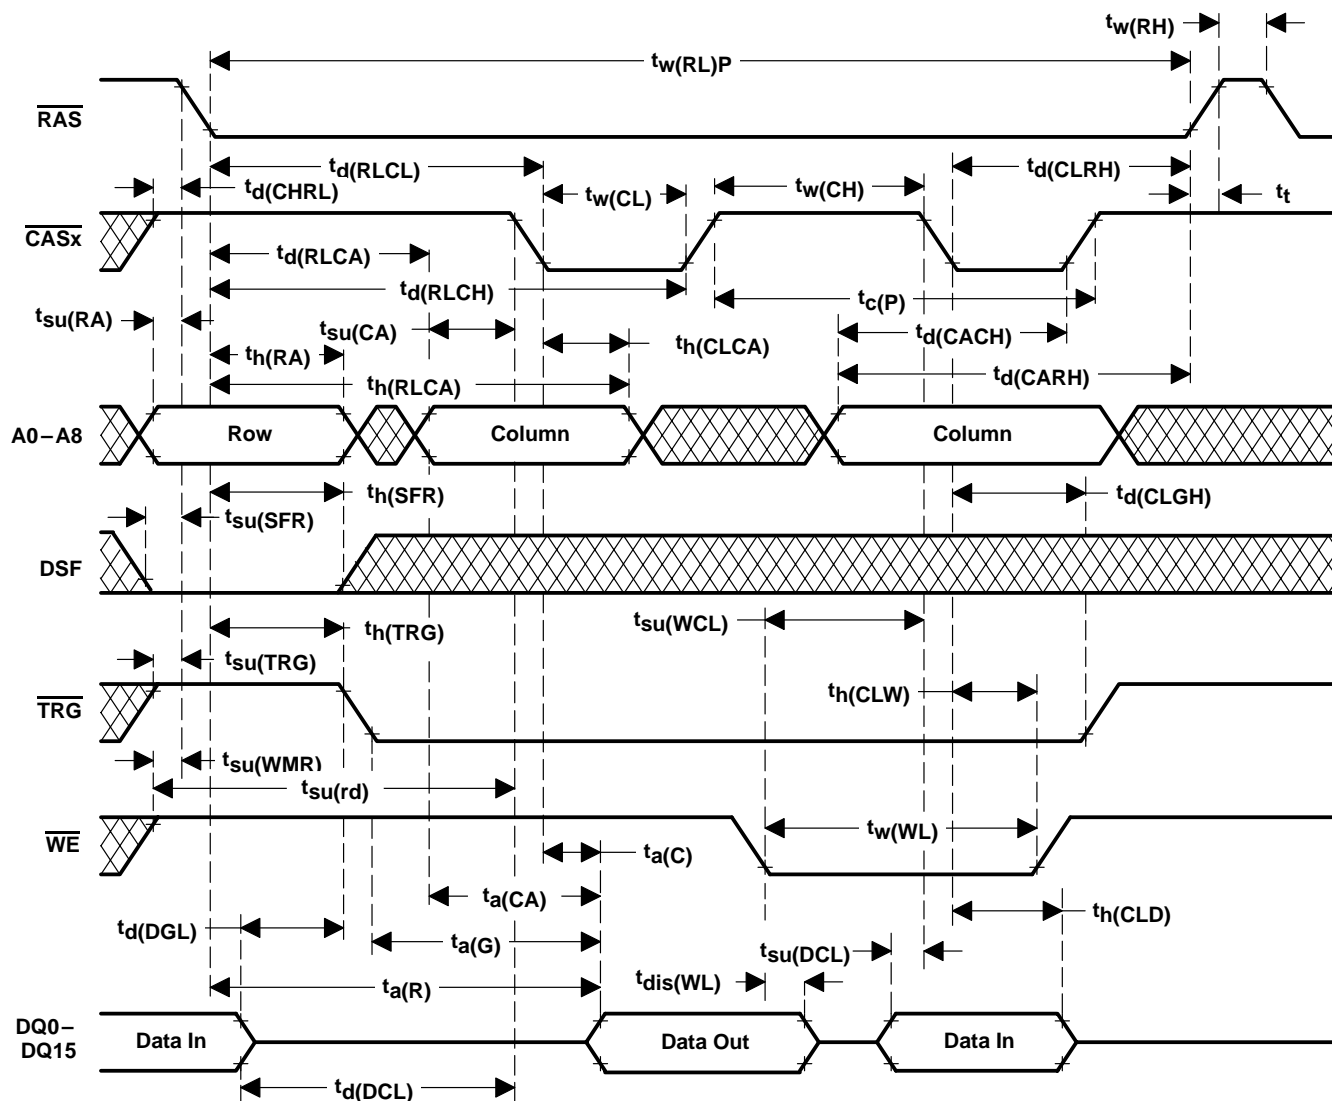 tw(RH)
tw(RL)P
RAS
td(RLCL)
td(CLRH)
td(CHRL)
tw(CL)
tw(CH)
tt
CASx
td(RLCA)
td(RLCH)
tc(P)
tsu(RA)
tsu(CA)
td(CACH)
th(RA)
th(CLCA)
th(RLCA)
td(CARH)
A0–A8
Row
Column
Column
th(SFR)
td(CLGH)
tsu(SFR)
DSF
tsu(WCL)
th(TRG)
tsu(TRG)
th(CLW)
TRG
tsu(WMR)
tsu(rd)
WE
tw(WL)
ta(C)
ta(CA)
td(DGL)
th(CLD)
ta(G)
tsu(DCL)
tdis(WL)
ta(R)
DQ0–
DQ15
Data In
Data Out
Data In
td(DCL)